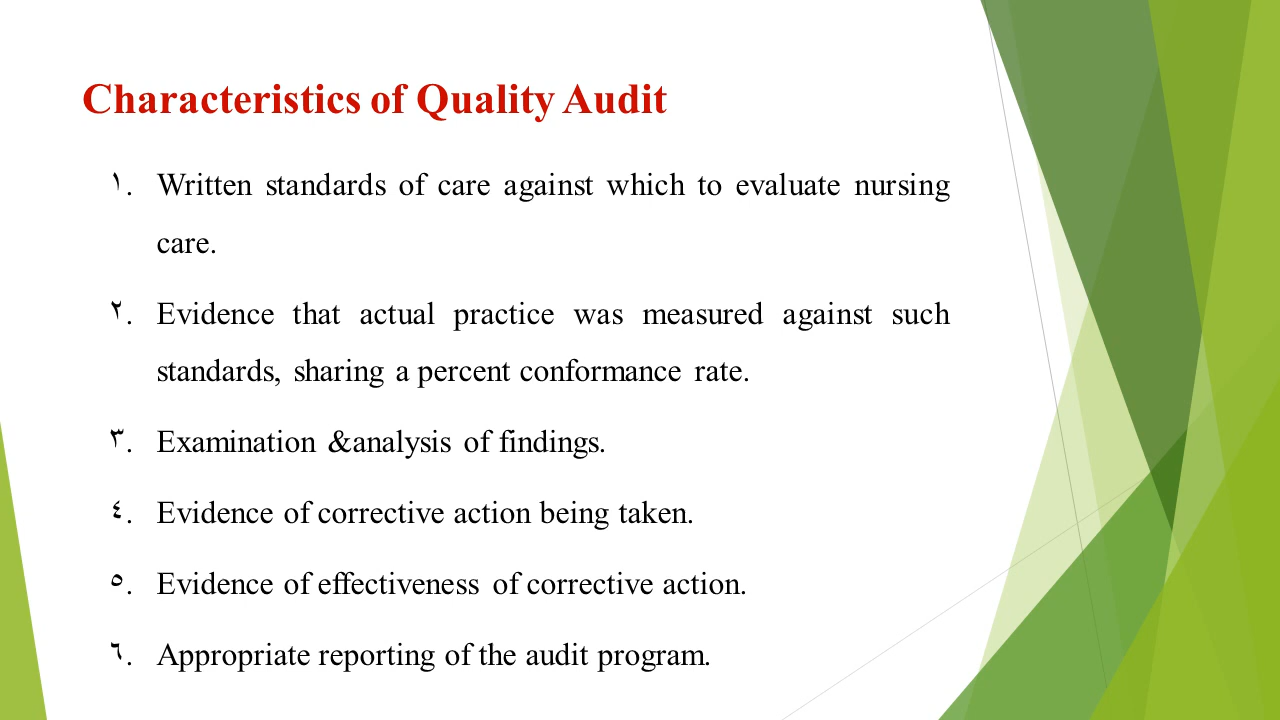 Characteristics of Quality Audit
١. Written standards of care against which to evaluate nursing
care.
٢. Evidence that actual practice was measured against such
standards, sharing a percent conformance rate.
٣. Examination &analysis of findings.
٤. Evidence of corrective action being taken.
٥. Evidence of effectiveness of corrective action.
٦. Appropriate reporting of the audit program.